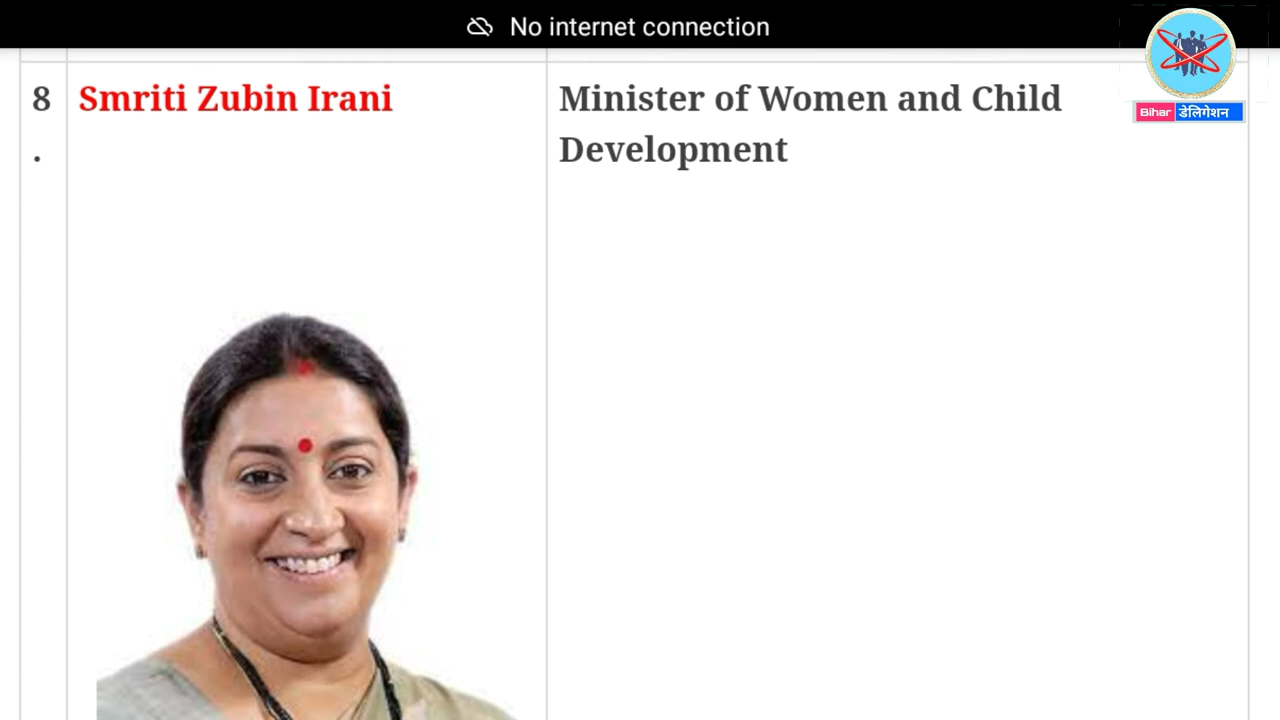 No internet connection
8
.
Smriti Zubin Irani
Minister of Women and Child
Development
Bihar डेलिगेशन